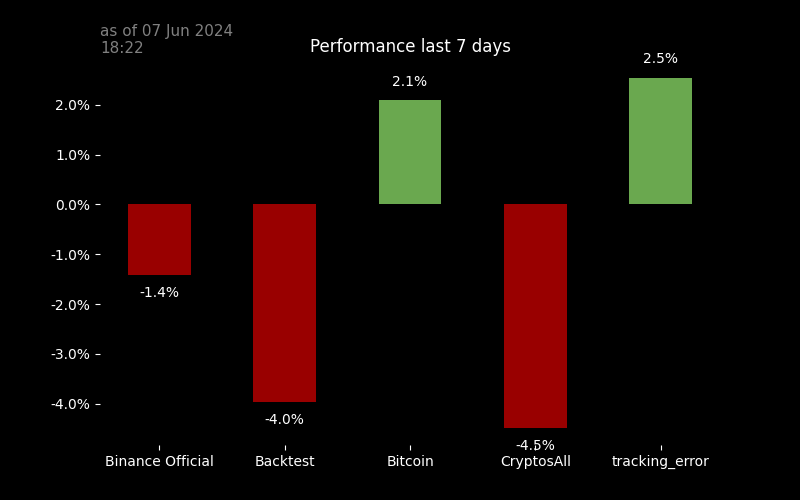 as of 07 Jun 2024
18:22
Performance last 7 days
2.5%
2.1%
2.0%
1.0%
0.0%
-1.0%
-1.4%
-2.0%
-3.0%
-4.0%
-4.0%
-4.5%
Binance Official
Backtest
Bitcoin
CryptosAll
tracking_error